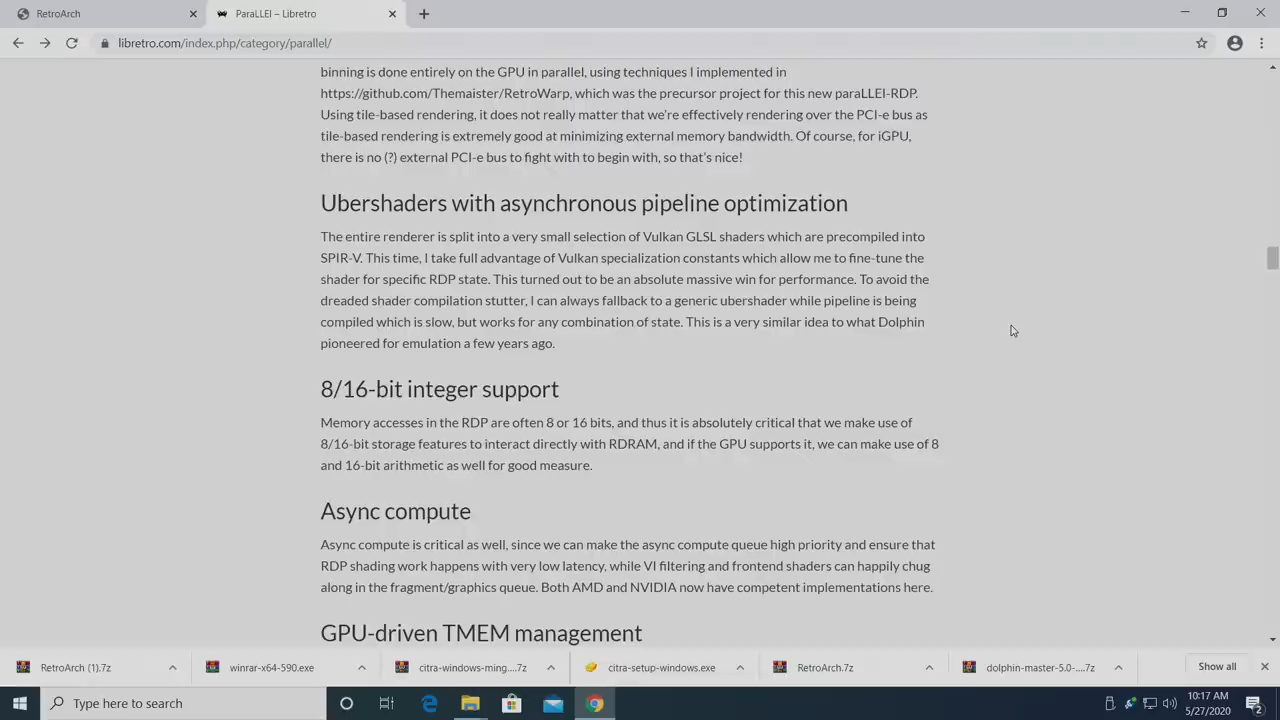 RetroArch
ParaLLEl – Libretro
libretro.com/index.php/category/parallel/
binning is done entirely on the GPU in parallel, using techniques I implemented in
https://github.com/Themaister/RetroWarp, which was the precursor project for this new paraLLEl-RDP.
Using tile-based rendering, it does not really matter that we’re effectively rendering over the PCI-e bus as
tile-based rendering is extremely good at minimizing external memory bandwidth. Of course, for iGPU,
there is no (?) external PCI-e bus to fight with to begin with, so that’s nice!
Ubershaders with asynchronous pipeline optimization
The entire renderer is split into a very small selection of Vulkan GLSL shaders which are precompiled into
SPIR-V. This time, I take full advantage of Vulkan specialization constants which allow me to fine-tune the
shader for specific RDP state. This turned out to be an absolute massive win for performance. To avoid the
dreaded shader compilation stutter, I can always fallback to a generic ubershader while pipeline is being
compiled which is slow, but works for any combination of state. This is a very similar idea to what Dolphin
pioneered for emulation a few years ago.
8/16-bit integer support
Memory accesses in the RDP are often 8 or 16 bits, and thus it is absolutely critical that we make use of
8/16-bit storage features to interact directly with RDRAM, and if the GPU supports it, we can make use of 8
and 16-bit arithmetic as well for good measure.
Async compute
Async compute is critical as well, since we can make the async compute queue high priority and ensure that
RDP shading work happens with very low latency, while VI filtering and frontend shaders can happily chug
along in the fragment/graphics queue. Both AMD and NVIDIA now have competent implementations here.
GPU-driven TMEM management
RetroArch (1).7z
winrar-x64-590.exe
citra-windows-ming....7z
citra-setup-windows.exe
RetroArch.7z
dolphin-master-5.0-....7z
Show all
Type here to search
10:17 AM
5/27/2020
2